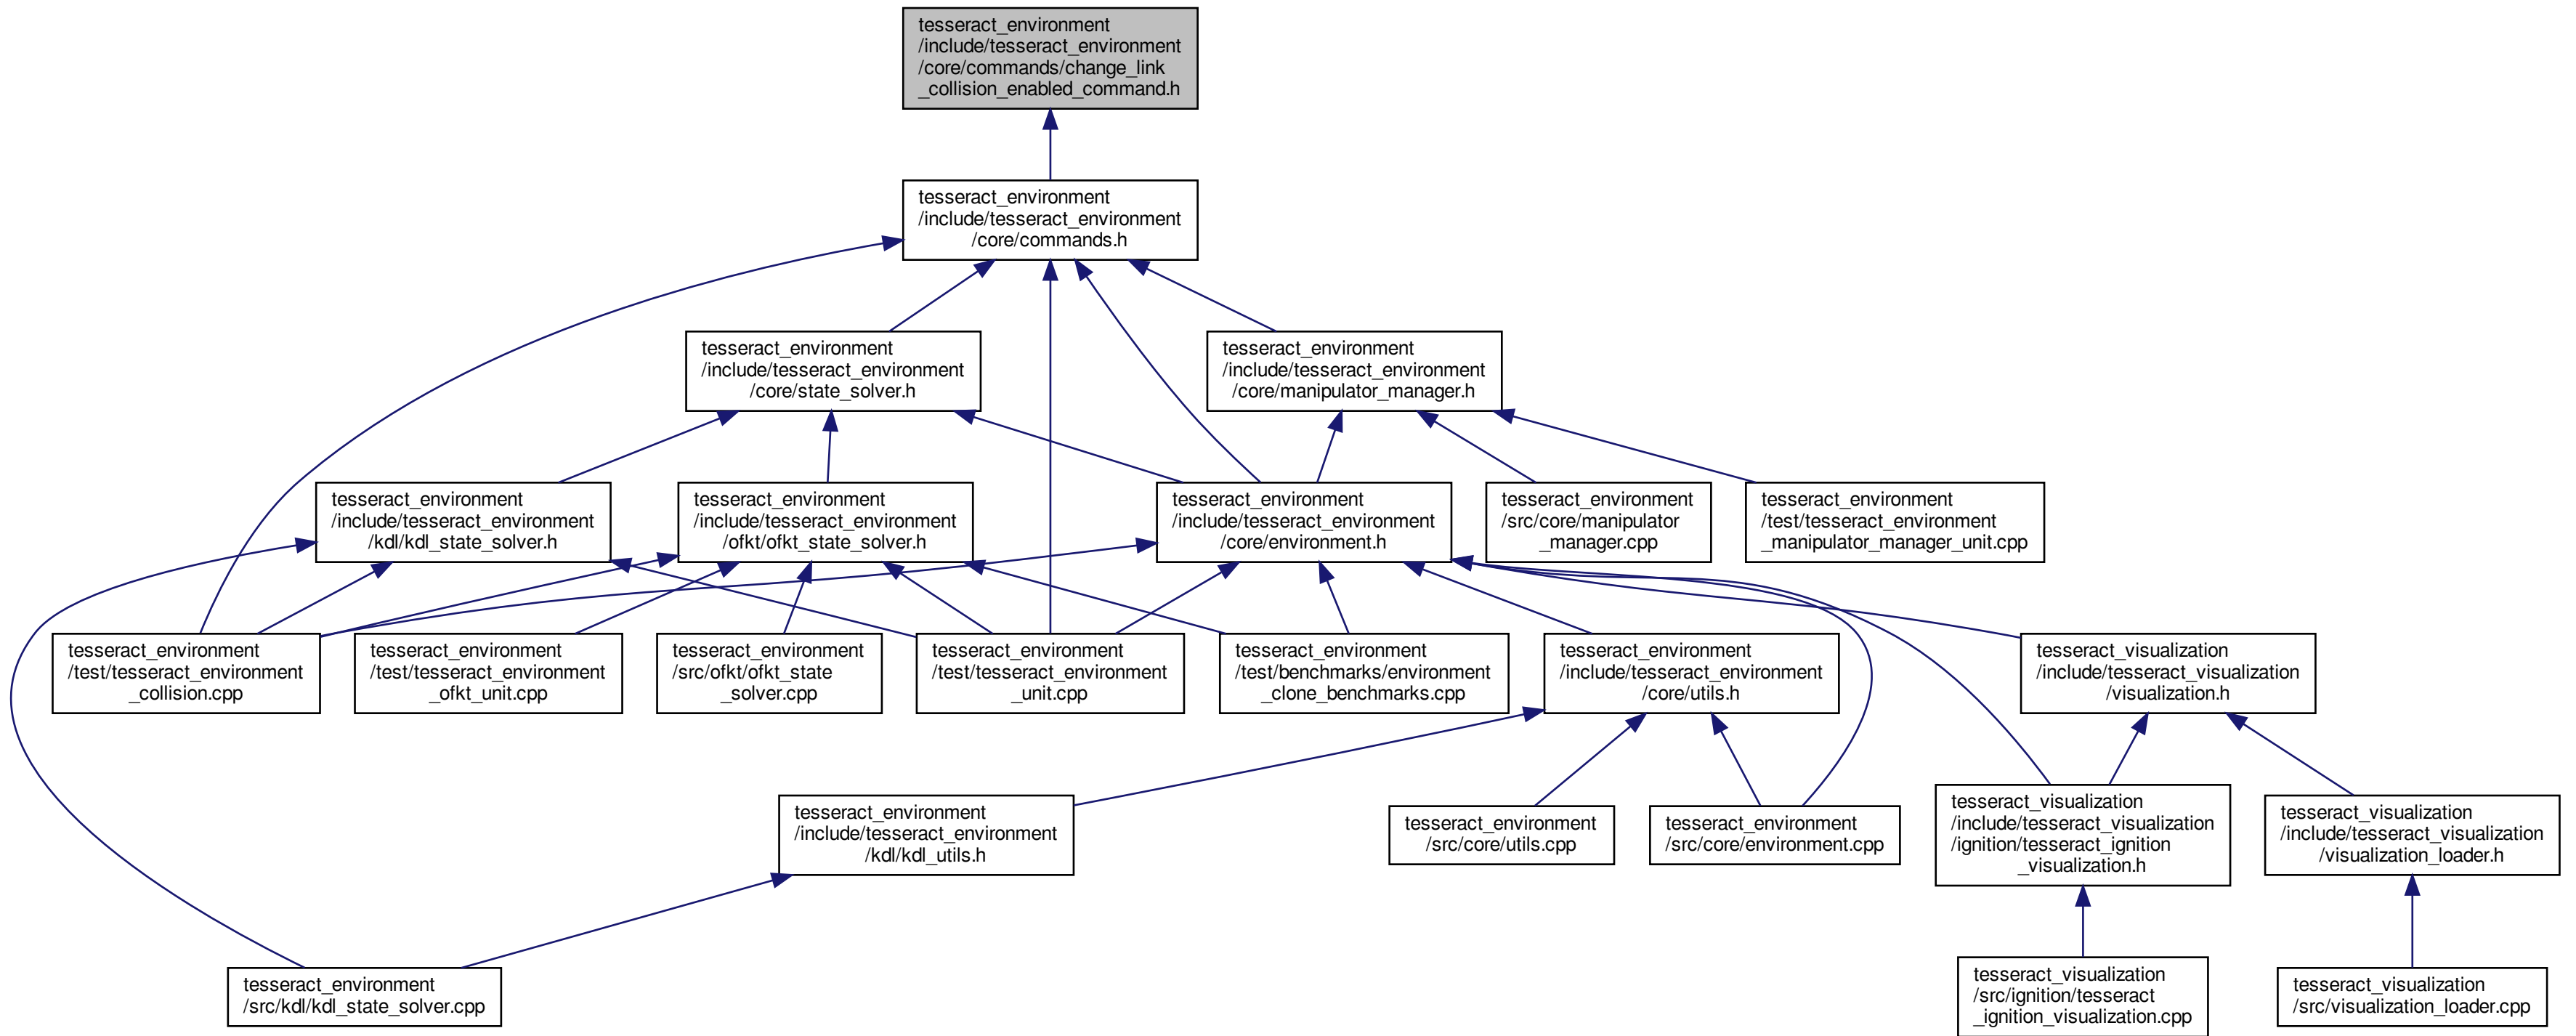 tesseract_environment
/include/tesseract_environment
/core/commands/change_link
_collision_enabled_command.h
tesseract_environment
/include/tesseract_environment
/core/commands.h
tesseract_environment
/include/tesseract_environment
/core/state_solver.h
tesseract_environment
/include/tesseract_environment
/core/manipulator_manager.h
tesseract_environment
/include/tesseract_environment
/kdl/kdl_state_solver.h
tesseract_environment
/include/tesseract_environment
/ofkt/ofkt_state_solver.h
tesseract_environment
/include/tesseract_environment
/core/environment.h
tesseract_environment
/src/core/manipulator
_manager.cpp
tesseract_environment
/test/tesseract_environment
_manipulator_manager_unit.cpp
tesseract_environment
/test/tesseract_environment
_collision.cpp
tesseract_environment
/test/tesseract_environment
_ofkt_unit.cpp
tesseract_environment
/src/ofkt/ofkt_state
_solver.cpp
tesseract_environment
/test/tesseract_environment
_unit.cpp
tesseract_environment
/test/benchmarks/environment
_clone_benchmarks.cpp
tesseract_environment
/include/tesseract_environment
/core/utils.h
tesseract_visualization
/include/tesseract_visualization
/visualization.h
tesseract_environment
/include/tesseract_environment
/kdl/kdl_utils.h
tesseract_environment
/src/core/utils.cpp
tesseract_environment
/src/core/environment.cpp
tesseract_visualization
/include/tesseract_visualization
/ignition/tesseract_ignition
_visualization.h
tesseract_visualization
/include/tesseract_visualization
/visualization_loader.h
tesseract_environment
/src/kdl/kdl_state_solver.cpp
tesseract_visualization
/src/ignition/tesseract
_ignition_visualization.cpp
tesseract_visualization
/src/visualization_loader.cpp